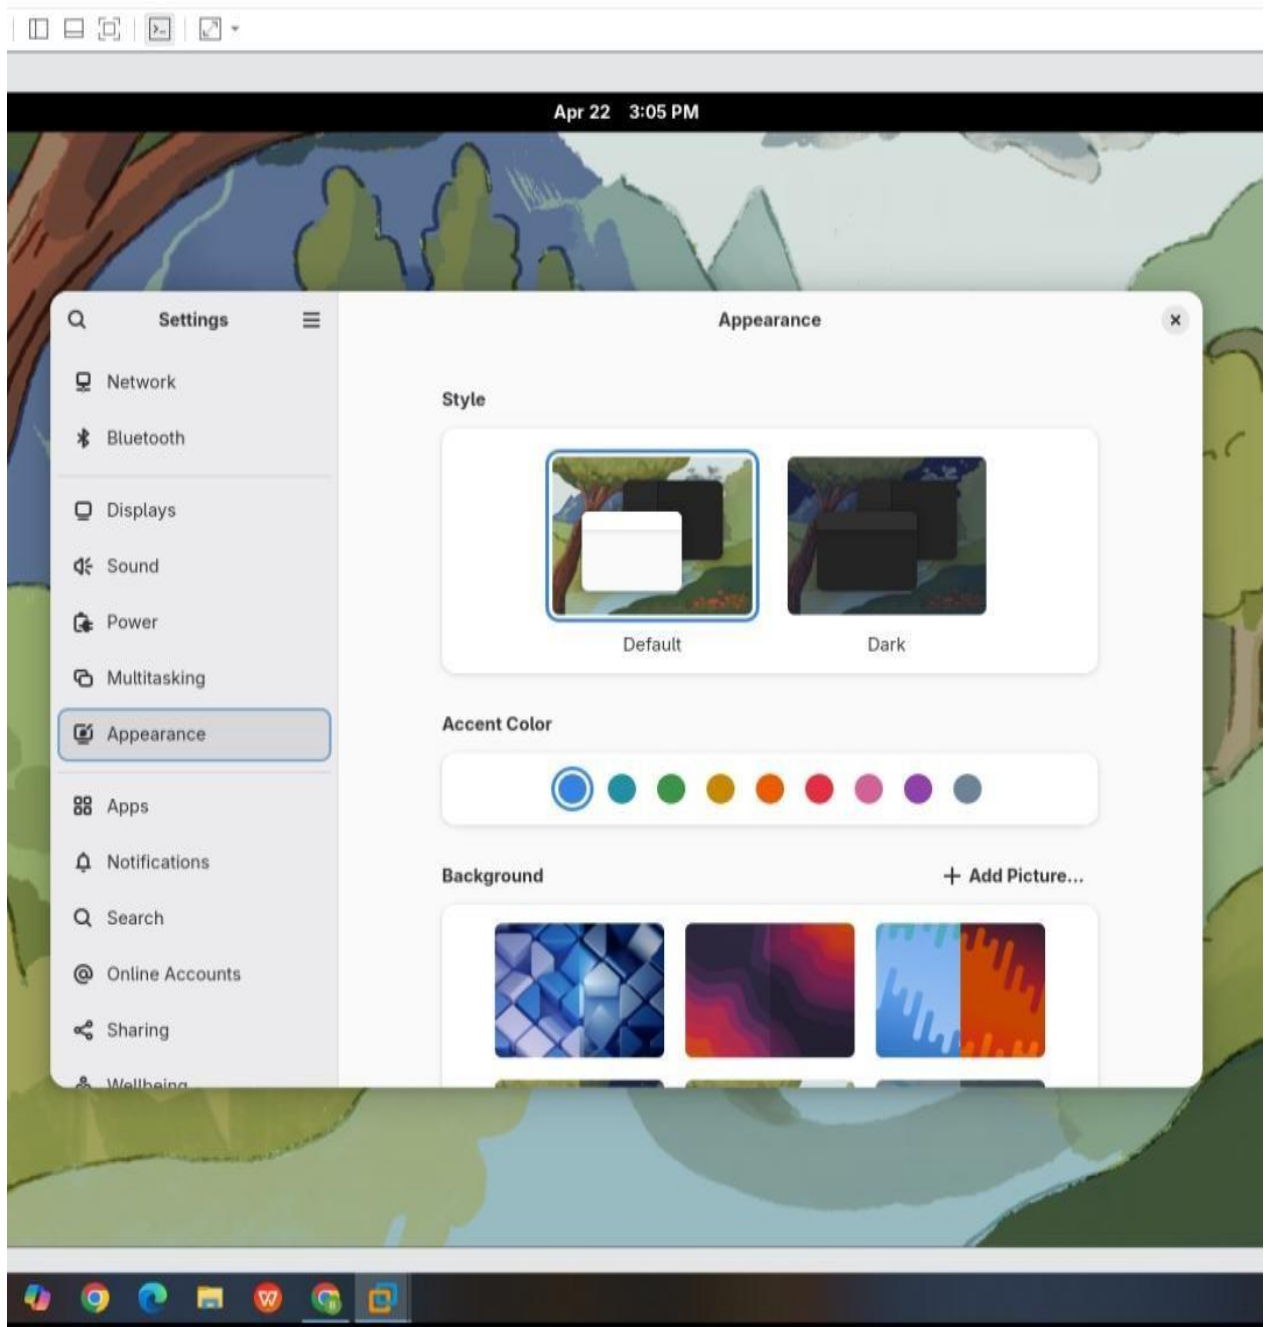 Apr 22 3:05 PM
Settings
Appearance
Network
Bluetooth
Displays
Sound
Power
Multitasking
Appearance
Apps
Notifications
Search
Online Accounts
Sharing
Wellbeing
Style
Default
Dark
Accent Color
Background
+ Add Picture...